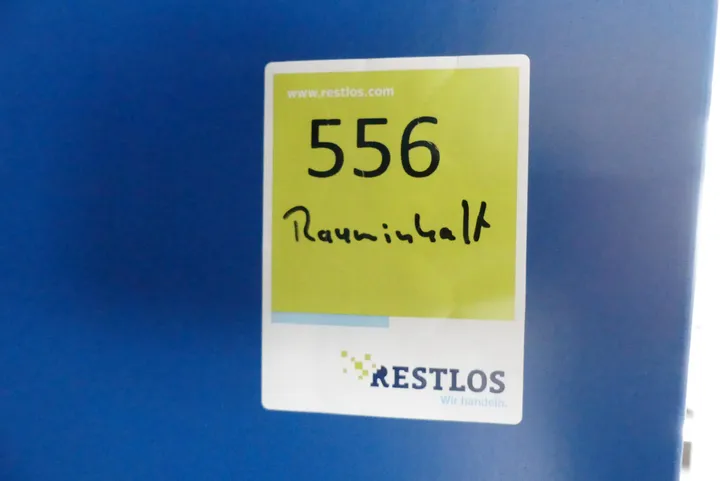 www.restlos.com
556
Rauminhalt
RESTLOS
Wir handeln.